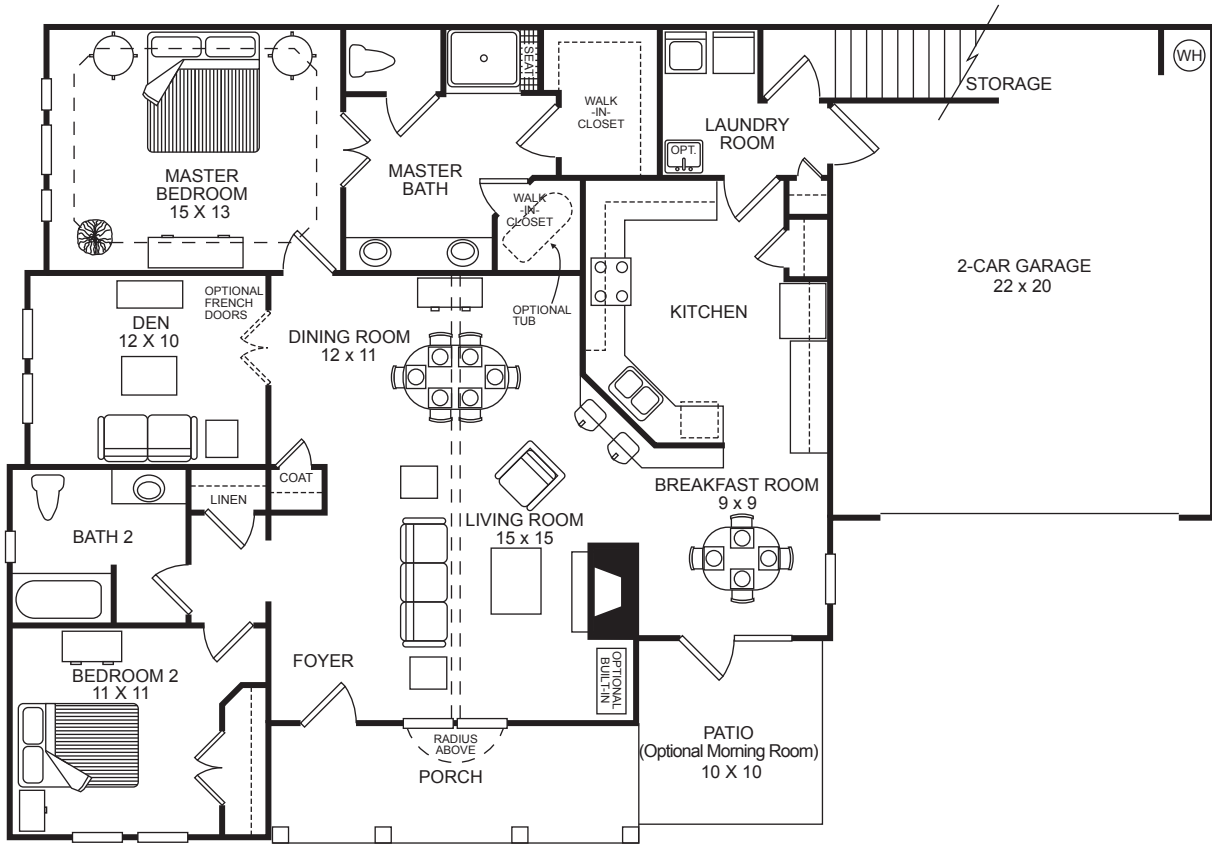 WH
SEAT
STORAGE
WALK
-IN-
CLOSET
LAUNDRY
ROOM
OPT.
MASTER
BEDROOM
15 X 13
MASTER
BATH
WALK
-IN-
CLOSET
2-CAR GARAGE
22 x 20
OPTIONAL
FRENCH
DOORS
DEN
12 X 10
DINING ROOM
12 x 11
OPTIONAL
TUB
KITCHEN
COAT
LINEN
BREAKFAST ROOM
9 x 9
LIVING ROOM
15 x 15
BATH 2
FOYER
OPTIONAL
BUILT-IN
BEDROOM 2
11 X 11
RADIUS
ABOVE
PORCH
PATIO
(Optional Morning Room)
10 X 10